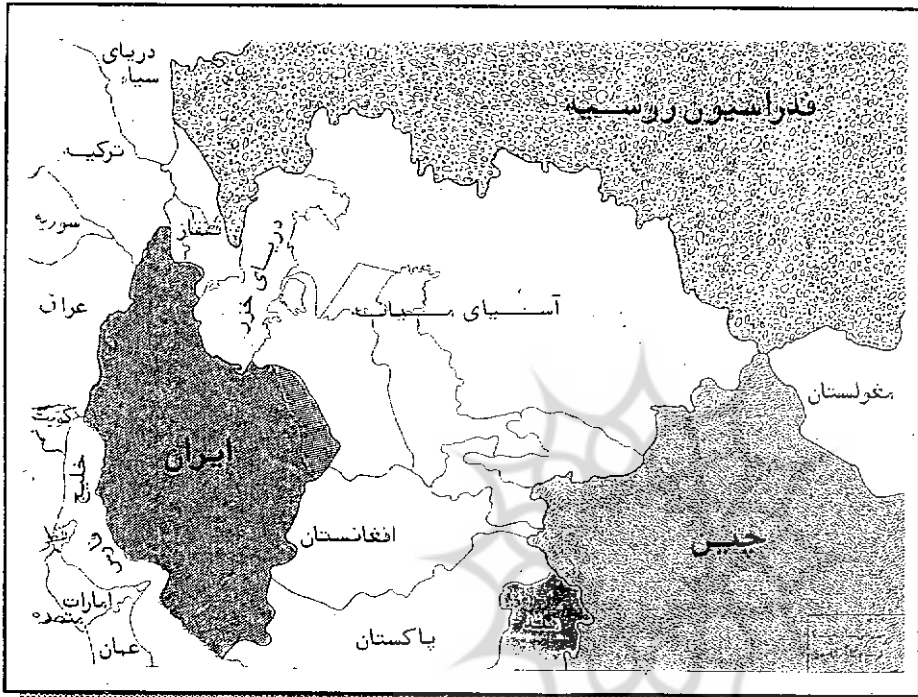 دریای
سیاه
فدراسیون روسیه
ترکیه
سوریه
قفقاز
دریای خزر
عراق
آسیای میانه
مغولستان
کویت
ایران
خلیج
فارس
افغانستان
چین
امارات
متحده
عمان
پاکستان
هند